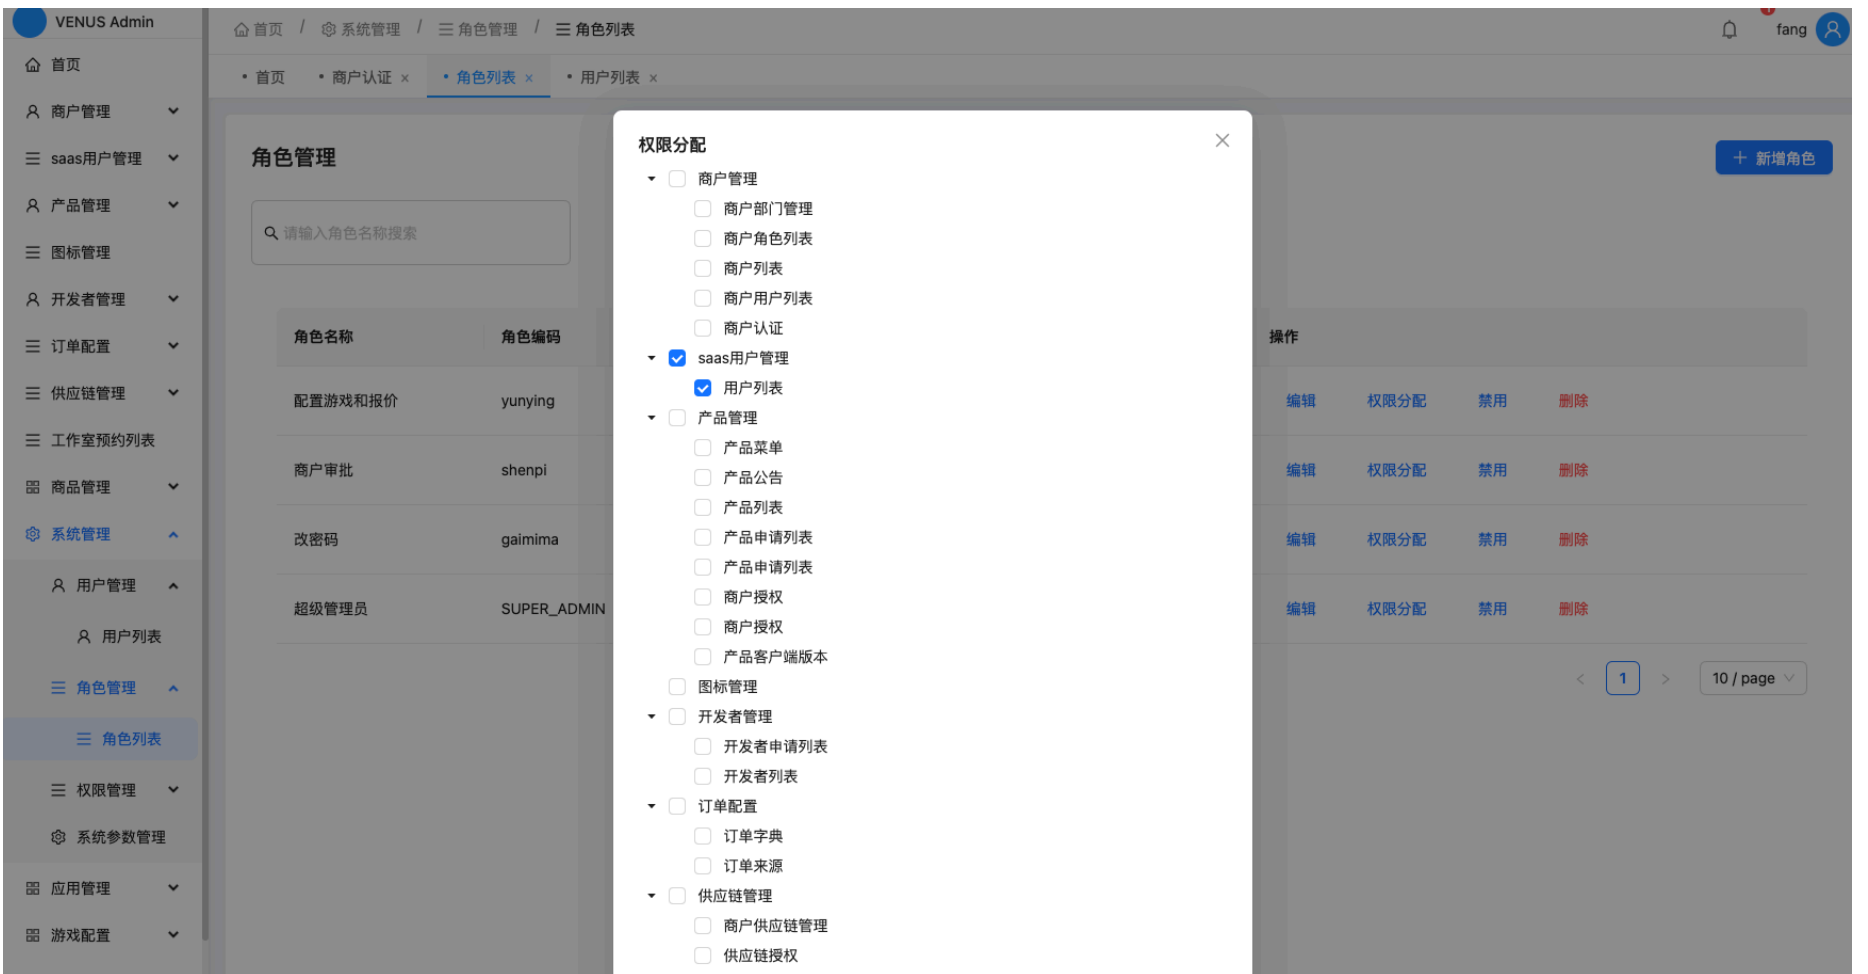 VENUS Admin
首页
商户管理
saas用户管理
产品管理
图标管理
开发者管理
订单配置
供应链管理
工作室预约列表
商品管理
系统管理
用户管理
用户列表
角色管理
角色列表
权限管理
系统参数管理
应用管理
游戏配置
首页 / 系统管理 / 角色管理 / 角色列表
fang
• 首页 • 商户认证 × • 角色列表 × • 用户列表 ×
角色管理
+ 新增角色
请输入角色名称搜索
角色名称 角色编码 操作
配置游戏和报价 yunying 编辑 权限分配 禁用 删除
商户审批 shenpi 编辑 权限分配 禁用 删除
改密码 gaimima 编辑 权限分配 禁用 删除
超级管理员 SUPER_ADMIN 编辑 权限分配 禁用 删除
< 1 > 10 / page
权限分配
商户管理
商户部门管理
商户角色列表
商户列表
商户用户列表
商户认证
saas用户管理
用户列表
产品管理
产品菜单
产品公告
产品列表
产品申请列表
产品申请列表
商户授权
商户授权
产品客户端版本
图标管理
开发者管理
开发者申请列表
开发者列表
订单配置
订单字典
订单来源
供应链管理
商户供应链管理
供应链授权